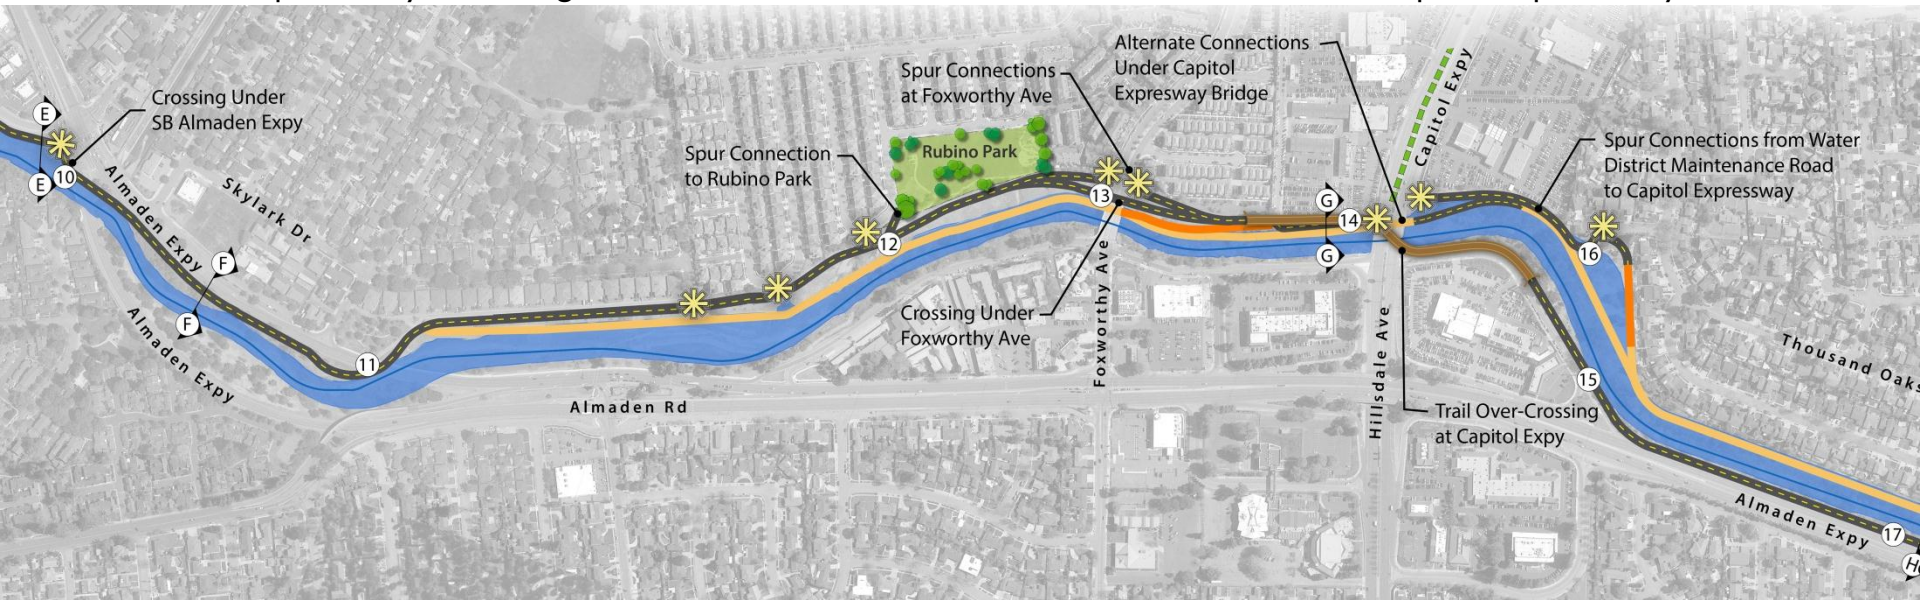 Crossing Under
SB Almaden Expy
E
E
10
Almaden Expy
Skylark Dr
F
F
Almaden Expy
11
Almaden Rd
Spur Connection
to Rubino Park
12
Rubino Park
Spur Connections
at Foxworthy Ave
13
Crossing Under
Foxworthy Ave
Foxworthy Ave
Alternate Connections
Under Capitol
Expresway Bridge
G
14
G
Capitol Expy
Hillsdale Ave
Spur Connections from Water
District Maintenance Road
to Capitol Expressway
16
15
Trail Over-Crossing
at Capitol Expy
Thousand Oaks
Almaden Expy
17